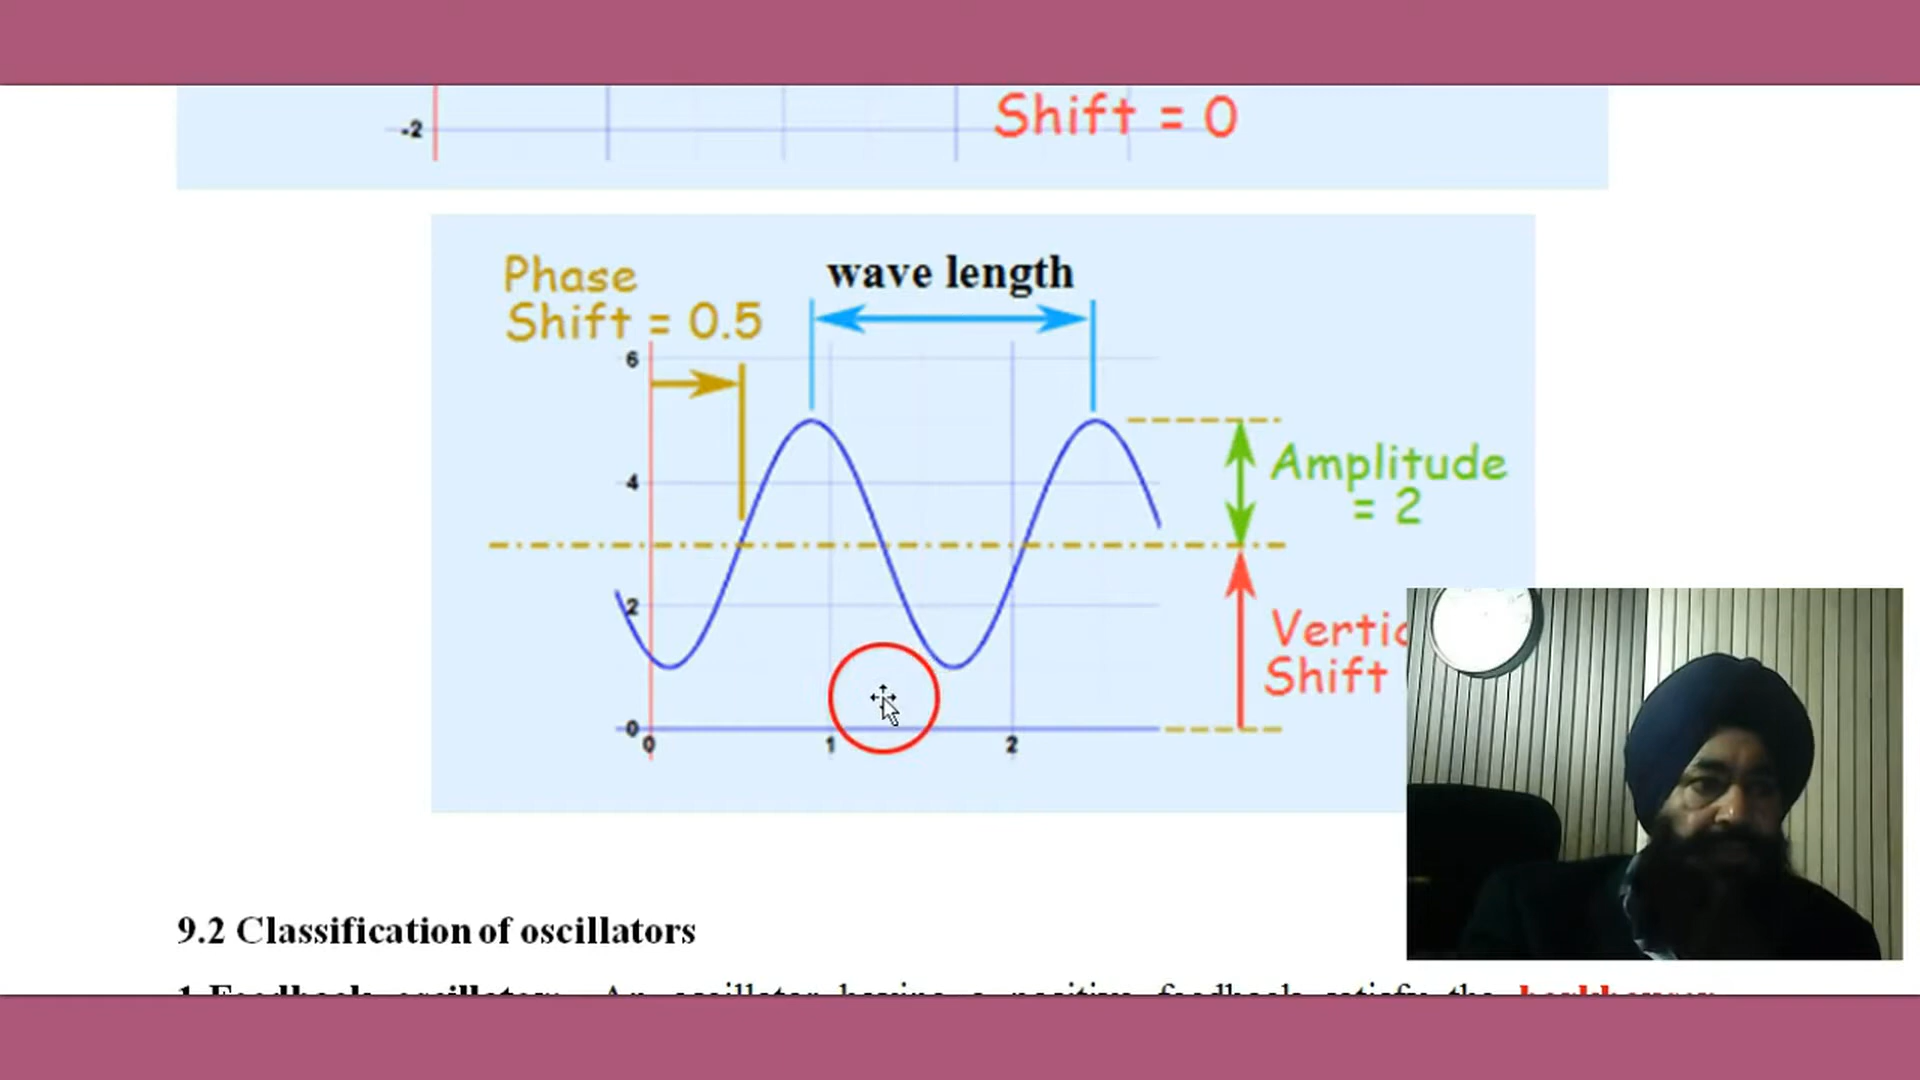 -2
Shift = 0
Phase
Shift = 0.5
wave length
6
4
2
0
0 1 2
Amplitude
= 2
Shift
9.2 Classification of oscillators